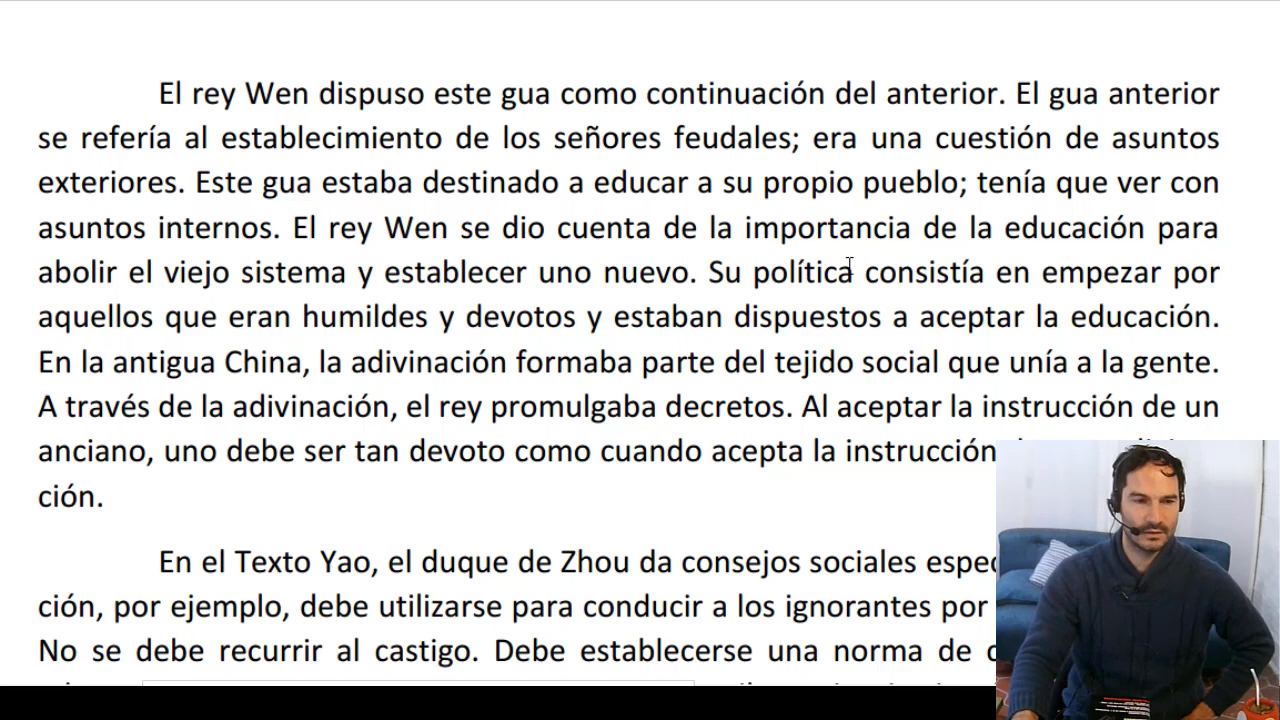 El rey Wen dispuso este gua como continuación del anterior. El gua anterior
se refería al establecimiento de los señores feudales; era una cuestión de asuntos
exteriores. Este gua estaba destinado a educar a su propio pueblo; tenía que ver con
asuntos internos. El rey Wen se dio cuenta de la importancia de la educación para
abolir el viejo sistema y establecer uno nuevo. Su política consistía en empezar por
aquellos que eran humildes y devotos y estaban dispuestos a aceptar la educación.
En la antigua China, la adivinación formaba parte del tejido social que unía a la gente.
A través de la adivinación, el rey promulgaba decretos. Al aceptar la instrucción de un
anciano, uno debe ser tan devoto como cuando acepta la instrucción
ción.
En el Texto Yao, el duque de Zhou da consejos sociales
ción, por ejemplo, debe utilizarse para conducir a los ignorantes por
No se debe recurrir al castigo. Debe establecerse una norma de